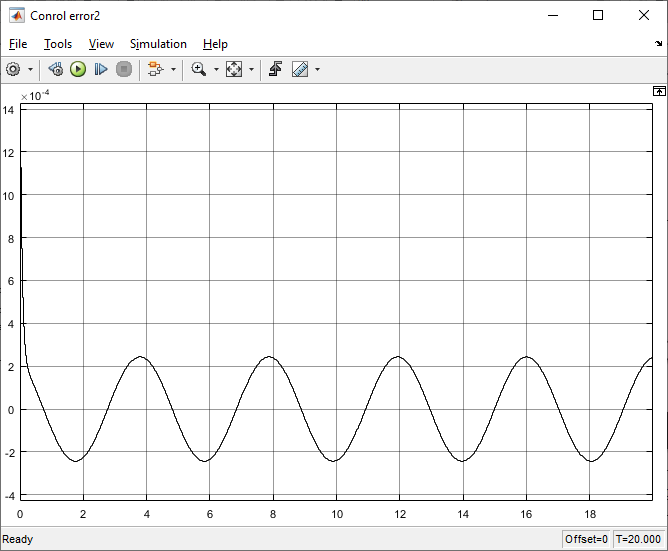 Conrol error2
File Tools View Simulation Help
×10⁻⁴
14
12
10
8
6
4
2
0
-2
-4
0 2 4 6 8 10 12 14 16 18
Ready Offset=0 T=20.000